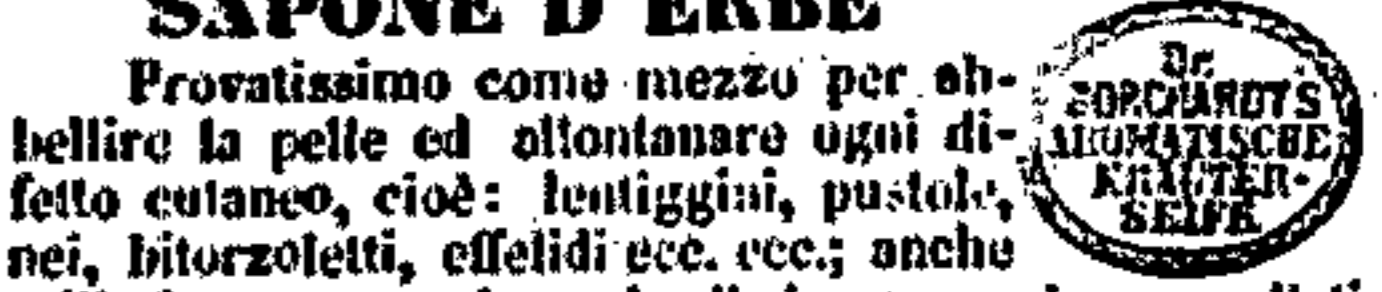 SAPONE D'ERBE
Provatissimo come mezzo per ab-
bellire la pelle ed allontanare ogni di-
fetto cutaneo, cioè: lentiggini, pustole,
nei, bitorzoletti, effelidi ecc. ecc.; anche
Dr.
BORCHARDT'S
AROMATISCHE
KRÄUTER-
SEIFE